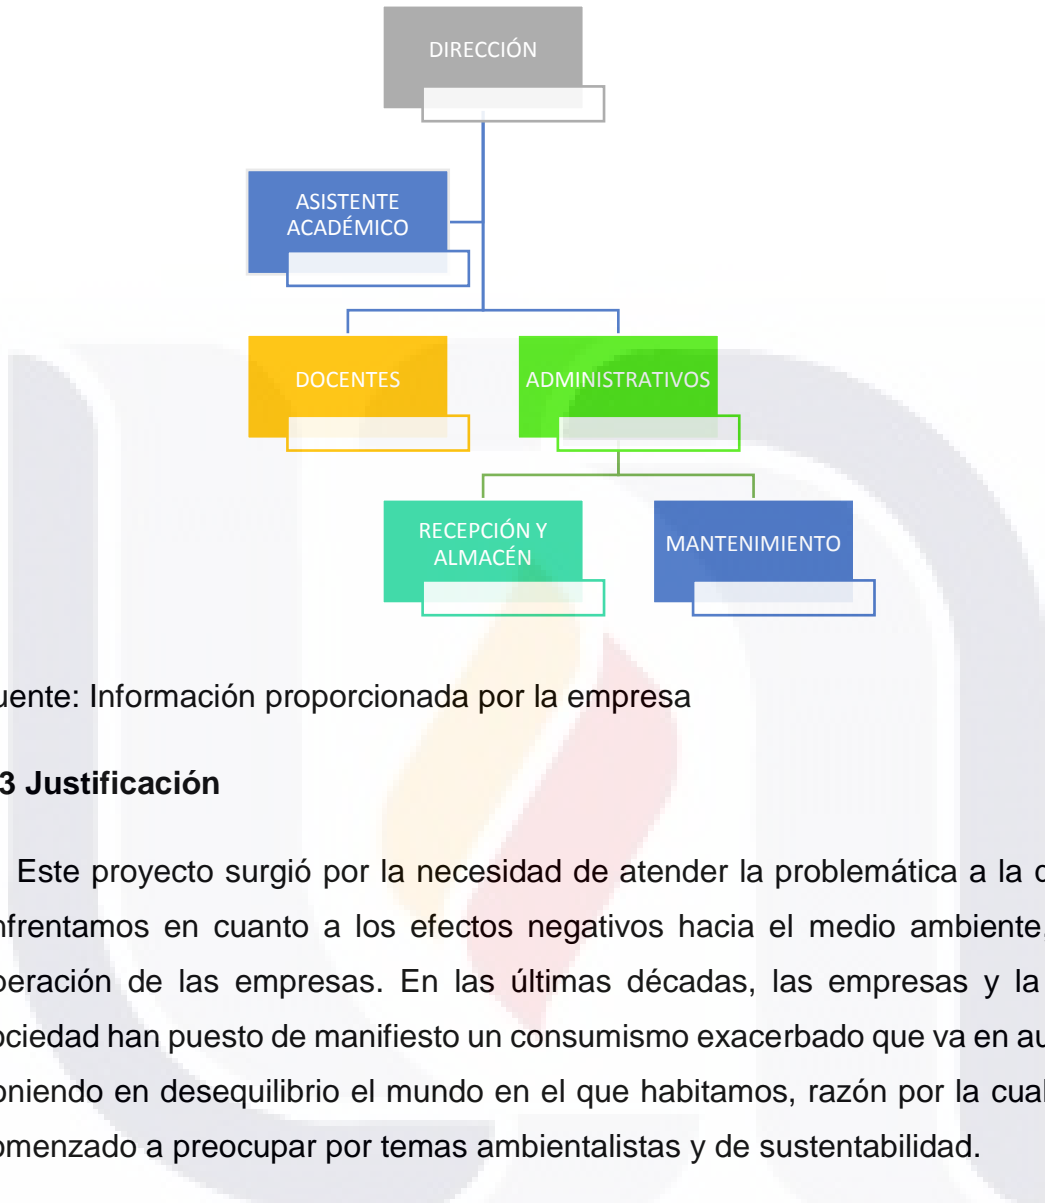 DIRECCIÓN
ASISTENTE
ACADÉMICO
DOCENTES
ADMINISTRATIVOS
RECEPCIÓN Y
ALMACÉN
MANTENIMIENTO
uente: Información proporcionada por la empresa
3 Justificación
Este proyecto surgió por la necesidad de atender la problemática a la
nfrentamos en cuanto a los efectos negativos hacia el medio ambiente
peración de las empresas. En las últimas décadas, las empresas y la
ociedad han puesto de manifiesto un consumismo exacerbado que va en au
oniendo en desequilibrio el mundo en el que habitamos, razón por la cual
omenzado a preocupar por temas ambientalistas y de sustentabilidad.